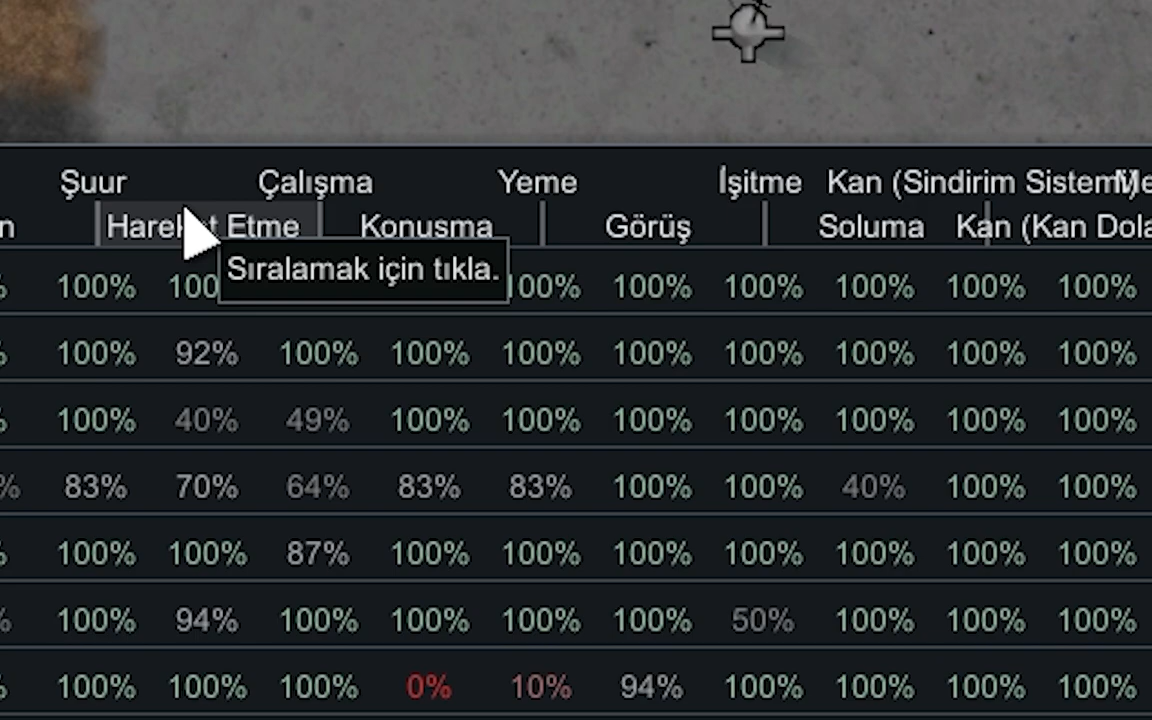 Şuur Çalışma Yeme İşitme Kan (Sindirim Sistemi)
n Hareket Etme Konusma Görüş Soluma Kan (Kan Dola
Sıralamak için tıkla.
100% 100 100% 100% 100% 100% 100% 100%
100% 92% 100% 100% 100% 100% 100% 100% 100% 100%
100% 40% 49% 100% 100% 100% 100% 100% 100% 100%
% 83% 70% 64% 83% 83% 100% 100% 40% 100% 100%
100% 100% 87% 100% 100% 100% 100% 100% 100% 100%
% 100% 94% 100% 100% 100% 100% 50% 100% 100% 100%
100% 100% 100% 0% 10% 94% 100% 100% 100% 100%